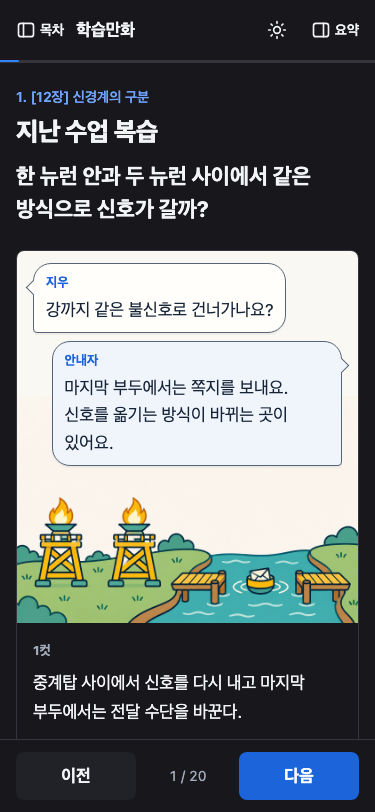 목차 학습만화 요약
1. [12장] 신경계의 구분
지난 수업 복습
한 뉴런 안과 두 뉴런 사이에서 같은
방식으로 신호가 갈까?
지우
강까지 같은 불신호로 건너가나요?
안내자
마지막 부두에서는 쪽지를 보내요.
신호를 옮기는 방식이 바뀌는 곳이
있어요.
1컷
중계탑 사이에서 신호를 다시 내고 마지막
부두에서는 전달 수단을 바꾼다.
이전 1 / 20 다음